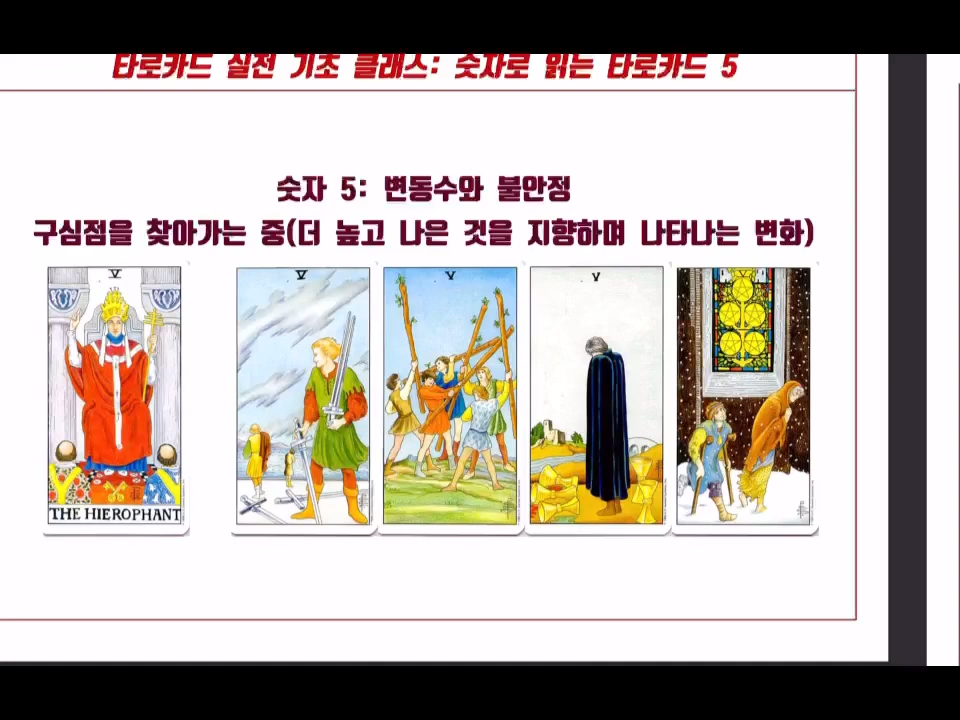 타로카드 실전 기초 클래스: 숫자로 읽는 타로카드 5
숫자 5: 변동수와 불안정
구심점을 찾아가는 중(더 높고 나은 것을 지향하며 나타나는 변화)
V
V
V
V
THE HIEROPHANT